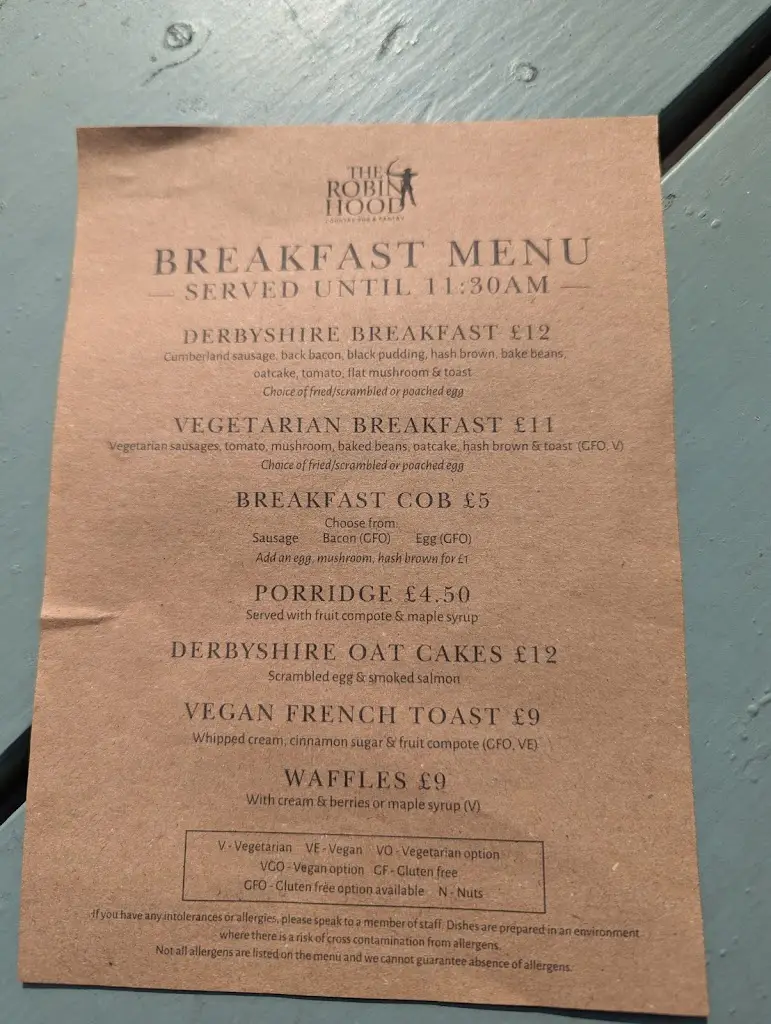 THE
ROBIN
HOOD
BREAKFAST MENU
— SERVED UNTIL 11:30AM —
DERBYSHIRE BREAKFAST £12
Cumberland sausage, back bacon, black pudding, hash brown, bake beans,
oatcake, tomato, flat mushroom & toast
Choice of fried/scrambled or poached egg
VEGETARIAN BREAKFAST £11
Vegetarian sausages, tomato, mushroom, baked beans, oatcake, hash brown & toast (GFO, V)
Choice of fried/scrambled or poached egg
BREAKFAST COB £5
Choose from:
Sausage Bacon (GFO) Egg (GFO)
Add an egg, mushroom, hash brown for £1
PORRIDGE £4.50
Served with fruit compote & maple syrup
DERBYSHIRE OAT CAKES £12
Scrambled egg & smoked salmon
VEGAN FRENCH TOAST £9
Whipped cream, cinnamon sugar & fruit compote (GFO, VE)
WAFFLES £9
With cream & berries or maple syrup (V)
V - Vegetarian VE - Vegan VO - Vegetarian option
VGO - Vegan option GF - Gluten free
GFO - Gluten free option available N - Nuts
If you have any intolerances or allergies, please speak to a member of staff. Dishes are prepared in an environment
where there is a risk of cross contamination from allergens.
Not all allergens are listed on the menu and we cannot guarantee absence of allergens.